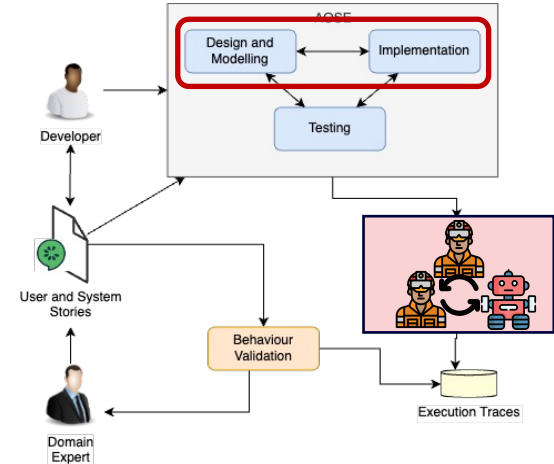 AOSE
Design and
Modelling
Implementation
Testing
Developer
User and System
Stories
Behaviour
Validation
Execution Traces
Domain
Expert